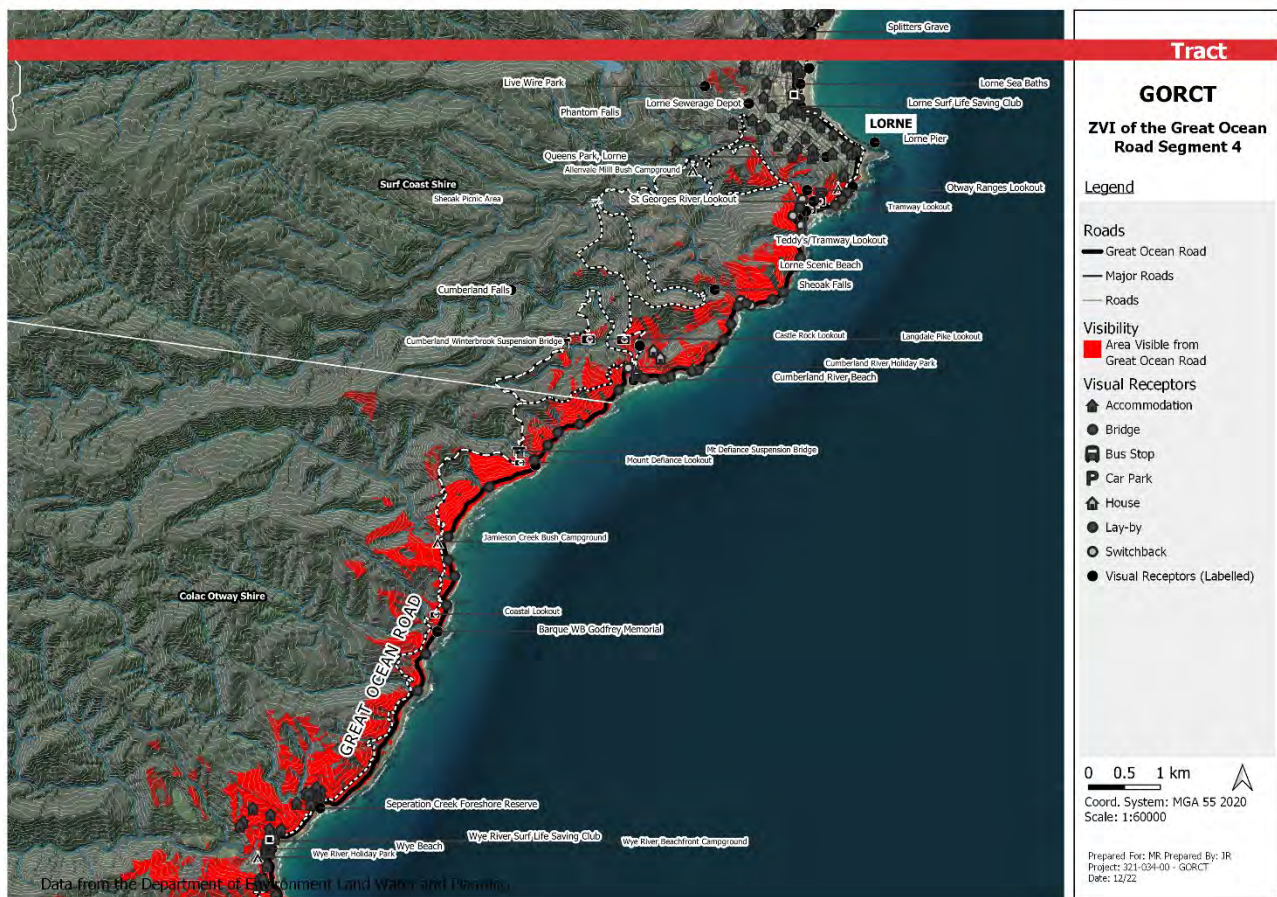 Tract
GORCT
ZVI of the Great Ocean
Road Segment 4
Legend
Roads
Great Ocean Road
Major Roads
Roads
Visibility
Area Visible from
Great Ocean Road
Visual Receptors
Accommodation
Bridge
Bus Stop
Car Park
House
Lay-by
Switchback
Visual Receptors (Labelled)
0 0.5 1 km
Coord. System: MGA 55 2020
Scale: 1:60000
Prepared For: MR Prepared By: JR
Project: 321-034-00 - GORCT
Date: 12/22
Splitters Grave
Live Wire Park
Lorne Sea Baths
Lorne Sewerage Depot
Lorne Surf Life Saving Club
Phantom Falls
LORNE
Lorne Pier
Queens Park, Lorne
Allenvale Mill Bush Campground
Surf Coast Shire
Otway Ranges Lookout
Sheoak Picnic Area
St Georges River Lookout
Tramway Lookout
Teddy's/Tramway Lookout
Lorne Scenic Beach
Cumberland Falls
Sheoak Falls
Cumberland Winterbrook Suspension Bridge
Castle Rock Lookout
Langdale Pike Lookout
Cumberland River Holiday Park
Cumberland River Beach
Mt Defiance Suspension Bridge
Mount Defiance Lookout
Jamieson Creek Bush Campground
Colac Otway Shire
Coastal Lookout
Barque WB Godfrey Memorial
GREAT OCEAN ROAD
Seperation Creek Foreshore Reserve
Wye River Surf Life Saving Club
Wye River Beachfront Campground
Wye Beach
Wye River Holiday Park
Data from the Department of Environment Land Water and Planning